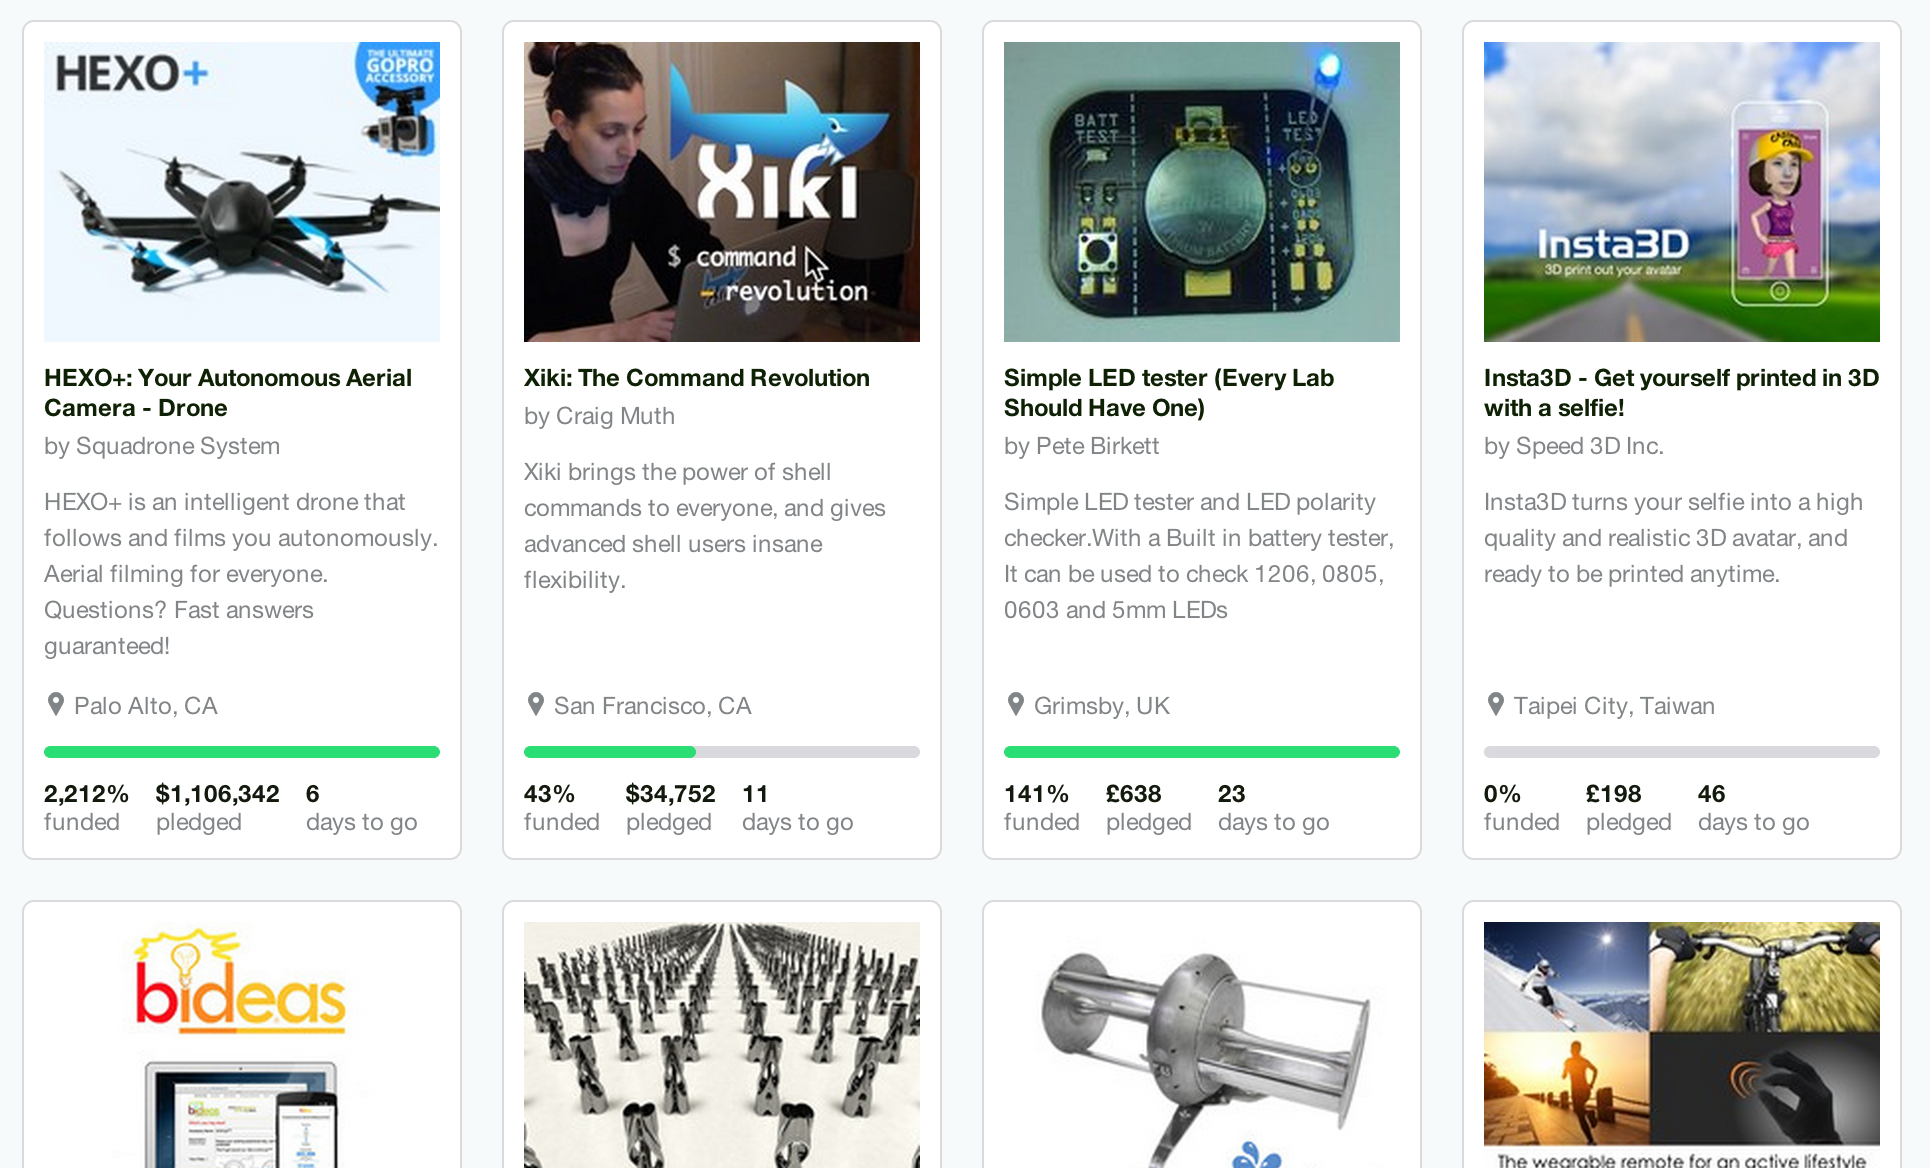 HEXO+
THE ULTIMATE
GOPRO
ACCESSORY
HEXO+: Your Autonomous Aerial
Camera - Drone
by Squadrone System
HEXO+ is an intelligent drone that
follows and films you autonomously.
Aerial filming for everyone.
Questions? Fast answers
guaranteed!
Palo Alto, CA
2,212% $1,106,342 6
funded pledged days to go
Xiki
$ command
revolution
Xiki: The Command Revolution
by Craig Muth
Xiki brings the power of shell
commands to everyone, and gives
advanced shell users insane
flexibility.
San Francisco, CA
43% $34,752 11
funded pledged days to go
BATT
TEST
LED
TEST
Simple LED tester (Every Lab
Should Have One)
by Pete Birkett
Simple LED tester and LED polarity
checker.With a Built in battery tester,
It can be used to check 1206, 0805,
0603 and 5mm LEDs
Grimsby, UK
141% £638 23
funded pledged days to go
Insta3D
3D print out your avatar
Insta3D - Get yourself printed in 3D
with a selfie!
by Speed 3D Inc.
Insta3D turns your selfie into a high
quality and realistic 3D avatar, and
ready to be printed anytime.
Taipei City, Taiwan
0% £198 46
funded pledged days to go
bideas
bideas
The wearable remote for an active lifestyle